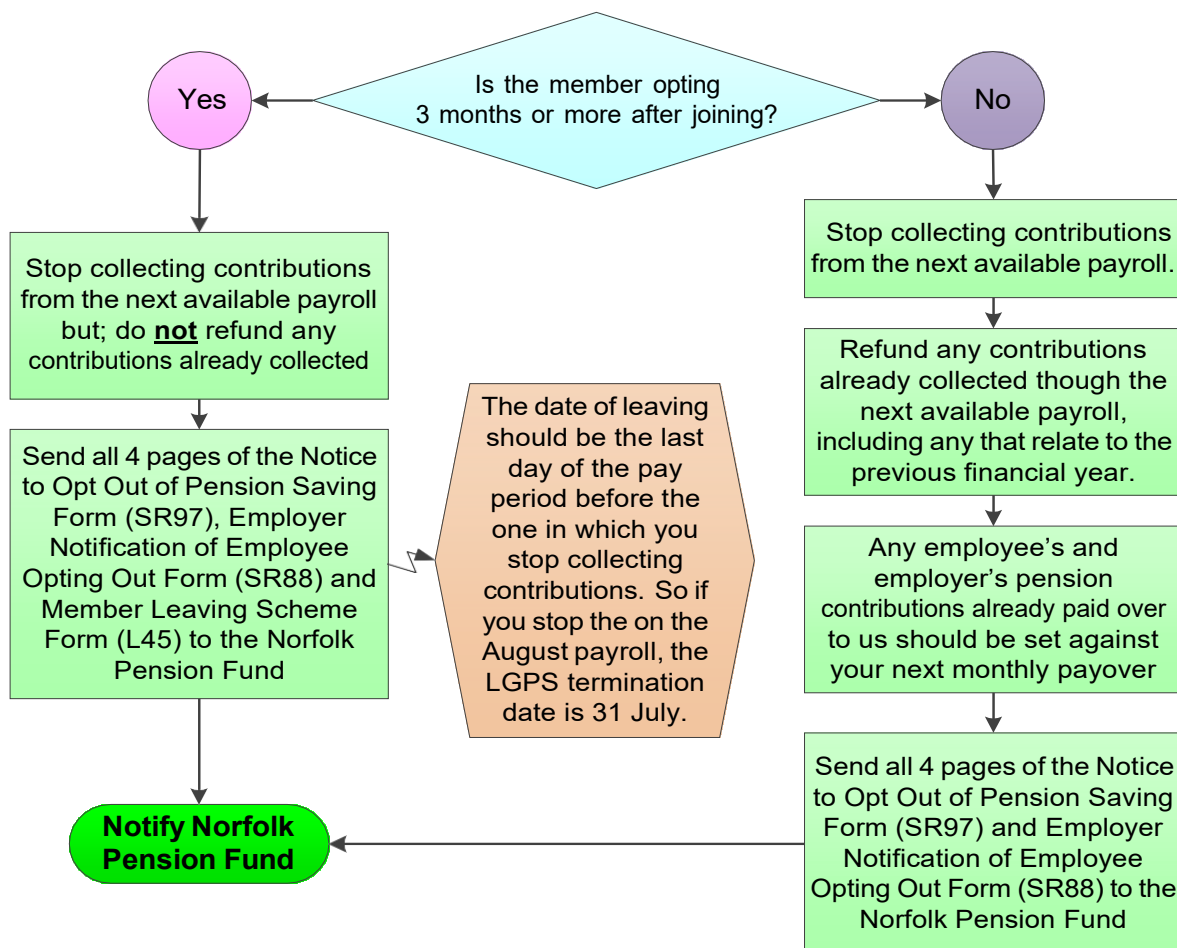 Is the member opting
3 months or more after joining?
Yes
No
Stop collecting contributions
from the next available payroll
but; do not refund any
contributions already collected
Send all 4 pages of the Notice
to Opt Out of Pension Saving
Form (SR97), Employer
Notification of Employee
Opting Out Form (SR88) and
Member Leaving Scheme
Form (L45) to the Norfolk
Pension Fund
The date of leaving
should be the last
day of the pay
period before the
one in which you
stop collecting
contributions. So if
you stop the on the
August payroll, the
LGPS termination
date is 31 July.
Stop collecting contributions
from the next available payroll.
Refund any contributions
already collected though the
next available payroll,
including any that relate to the
previous financial year.
Any employee’s and
employer’s pension
contributions already paid over
to us should be set against
your next monthly payover
Send all 4 pages of the Notice
to Opt Out of Pension Saving
Form (SR97) and Employer
Notification of Employee
Opting Out Form (SR88) to the
Norfolk Pension Fund
Notify Norfolk
Pension Fund